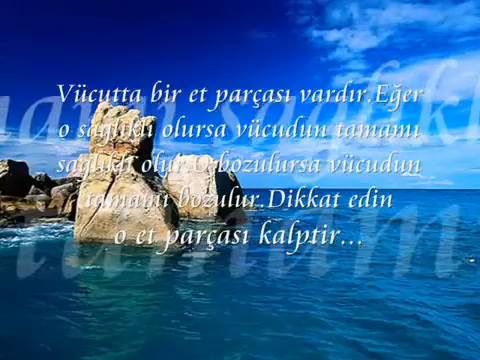 Vücutta bir et parçası vardır.Eğer
o sağlıklı olursa vücudun tamamı
sağlıklı olur.O bozulursa vücudun
tamamı bozulur.Dikkat edin
o et parçası kalptir...